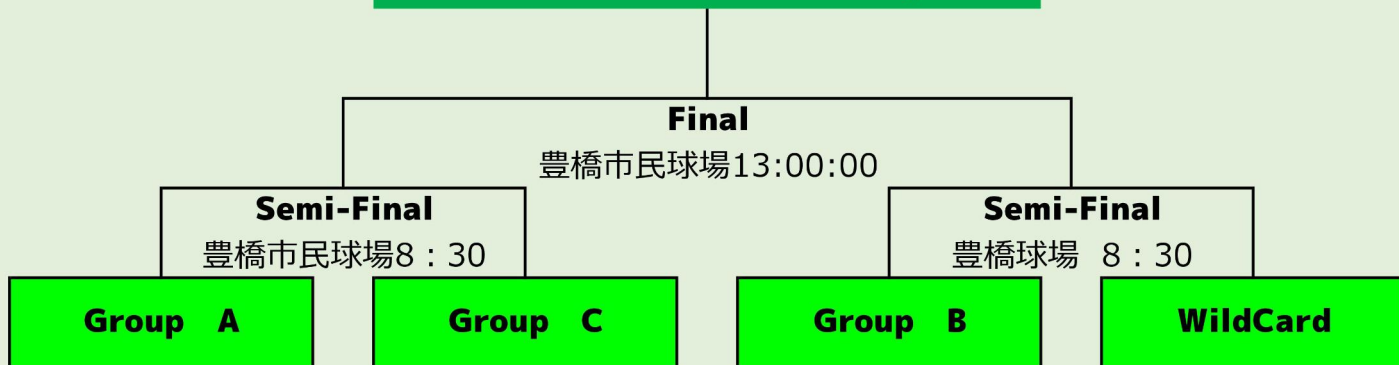 Final
豊橋市民球場13:00:00
Semi-Final
Semi-Final
豊橋市民球場8：30
豊橋球場 8：30
Group　A
Group　C
Group　B
WildCard